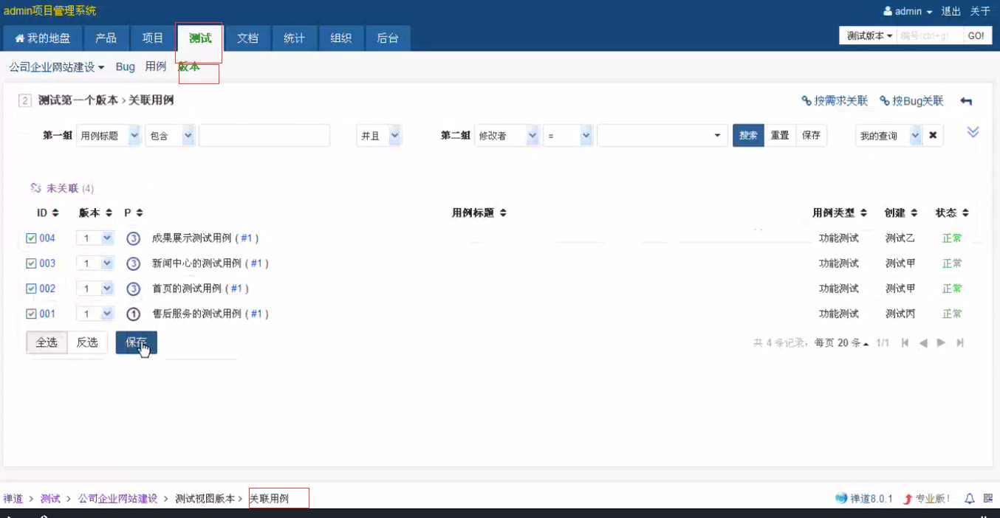 admin项目管理系统 admin 退出 关于
我的地盘 产品 项目 测试 文档 统计 组织 后台 测试版本 编号(ctrl+g) GO!
公司企业网站建设 Bug 用例 版本
2 测试第一个版本 > 关联用例 按需求关联 按Bug关联
第一组 用例标题 包含 并且 第二组 修改者 = 搜索 重置 保存 我的查询
未关联 (4)
ID 版本 P 用例标题 用例类型 创建 状态
004 1 3 成果展示测试用例 ( #1 ) 功能测试 测试乙 正常
003 1 3 新闻中心的测试用例 ( #1 ) 功能测试 测试甲 正常
002 1 3 首页的测试用例 ( #1 ) 功能测试 测试甲 正常
001 1 1 售后服务的测试用例 ( #1 ) 功能测试 测试丙 正常
全选 反选 保存 共 4 条记录，每页 20 条 1/1
禅道 > 测试 > 公司企业网站建设 > 测试视图版本 > 关联用例 禅道8.0.1 专业版!